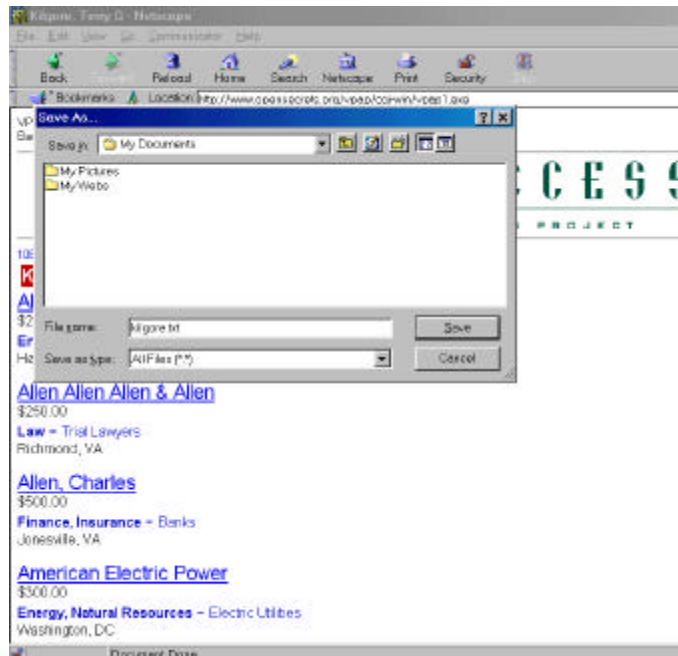 Kilgore, Terry G - Netscape
File Edit View Go Communicator Help
Back Reload Home Search Netscape Print Security
Bookmarks Location: http://www.opensecrets.org/vpap/
VP
Save As...
Save in: My Documents
My Pictures
My Webs
CCESS
PROJECT
K
Al
$2
Er
File name: kilgore.txt Save
Save as type: All Files (*.*) Cancel
Allen Allen Allen & Allen
$250.00
Law - Trial Lawyers
Richmond, VA
Allen, Charles
$500.00
Finance, Insurance - Banks
Jonesville, VA
American Electric Power
$300.00
Energy, Natural Resources - Electric Utilities
Washington, DC
Document: Done